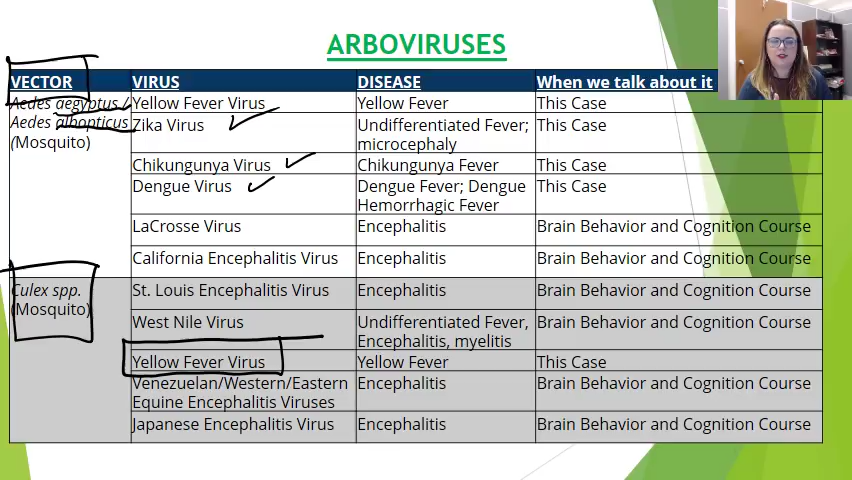 ARBOVIRUSES
VECTOR VIRUS DISEASE When we talk about it
Aedes aegyptus / Yellow Fever Virus Yellow Fever This Case
Aedes albopticus Zika Virus Undifferentiated Fever; This Case
(Mosquito) microcephaly
Chikungunya Virus Chikungunya Fever This Case
Dengue Virus Dengue Fever; Dengue This Case
Hemorrhagic Fever
LaCrosse Virus Encephalitis Brain Behavior and Cognition Course
California Encephalitis Virus Encephalitis Brain Behavior and Cognition Course
Culex spp. St. Louis Encephalitis Virus Encephalitis Brain Behavior and Cognition Course
(Mosquito)
West Nile Virus Undifferentiated Fever, Brain Behavior and Cognition Course
Encephalitis, myelitis
Yellow Fever Virus Yellow Fever This Case
Venezuelan/Western/Eastern Encephalitis Brain Behavior and Cognition Course
Equine Encephalitis Viruses
Japanese Encephalitis Virus Encephalitis Brain Behavior and Cognition Course